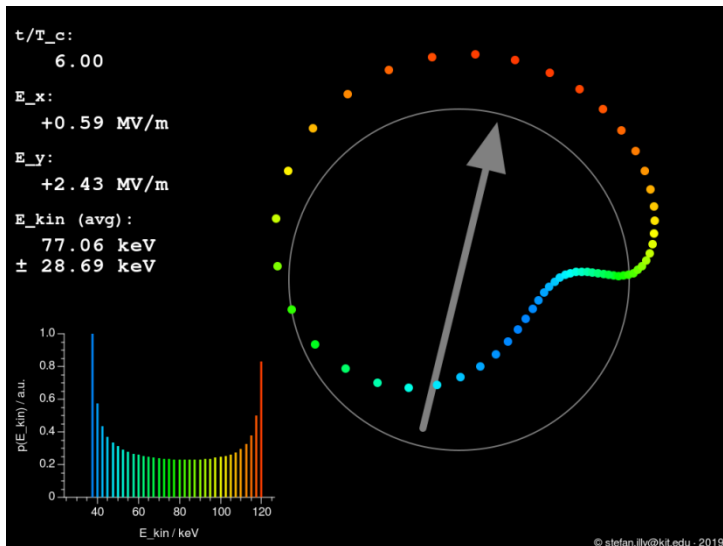 t/T_c:
6.00
E_x:
+0.59 MV/m
E_y:
+2.43 MV/m
E_kin (avg):
77.06 keV
± 28.69 keV
1.0
0.8
0.6
0.4
0.2
0
p(E_kin) / a.u.
40 60 80 100 120
E_kin / keV
© stefan.illy@kit.edu - 2019